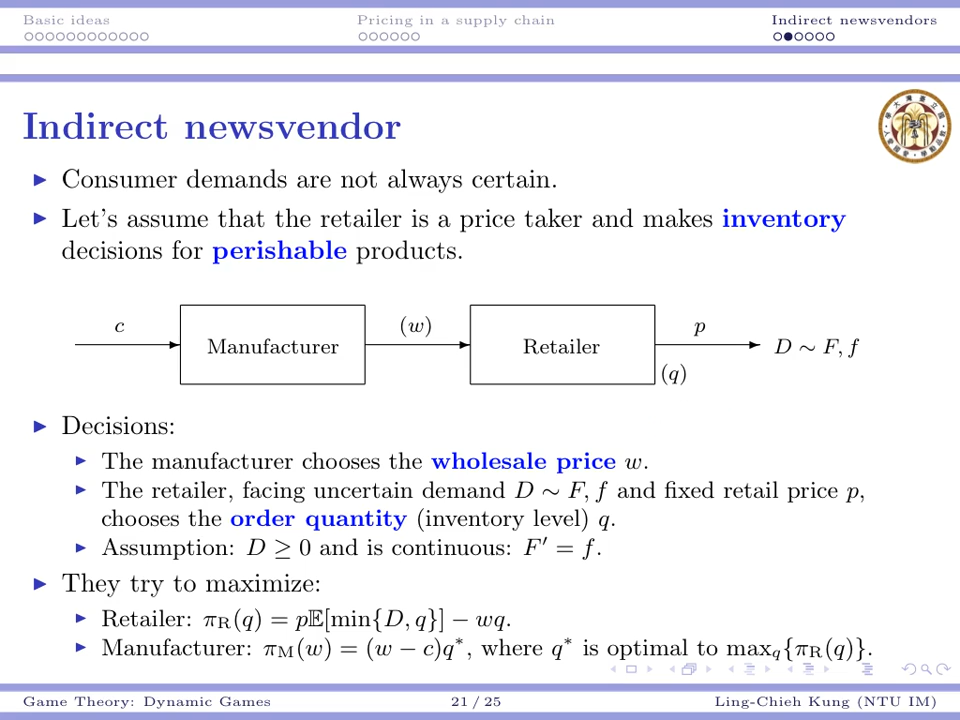 Basic ideas
Pricing in a supply chain
Indirect newsvendors
Indirect newsvendor
Consumer demands are not always certain.
Let's assume that the retailer is a price taker and makes inventory
decisions for perishable products.
c
Manufacturer
(w)
Retailer
p
(q)
D ∼ F, f
Decisions:
The manufacturer chooses the wholesale price w.
The retailer, facing uncertain demand D ∼ F, f and fixed retail price p,
chooses the order quantity (inventory level) q.
Assumption: D ≥ 0 and is continuous: F′ = f.
They try to maximize:
Retailer: π_R(q) = p𝔼[min{D, q}] − wq.
Manufacturer: π_M(w) = (w − c)q*, where q* is optimal to max_q{π_R(q)}.
Game Theory: Dynamic Games
21 / 25
Ling-Chieh Kung (NTU IM)